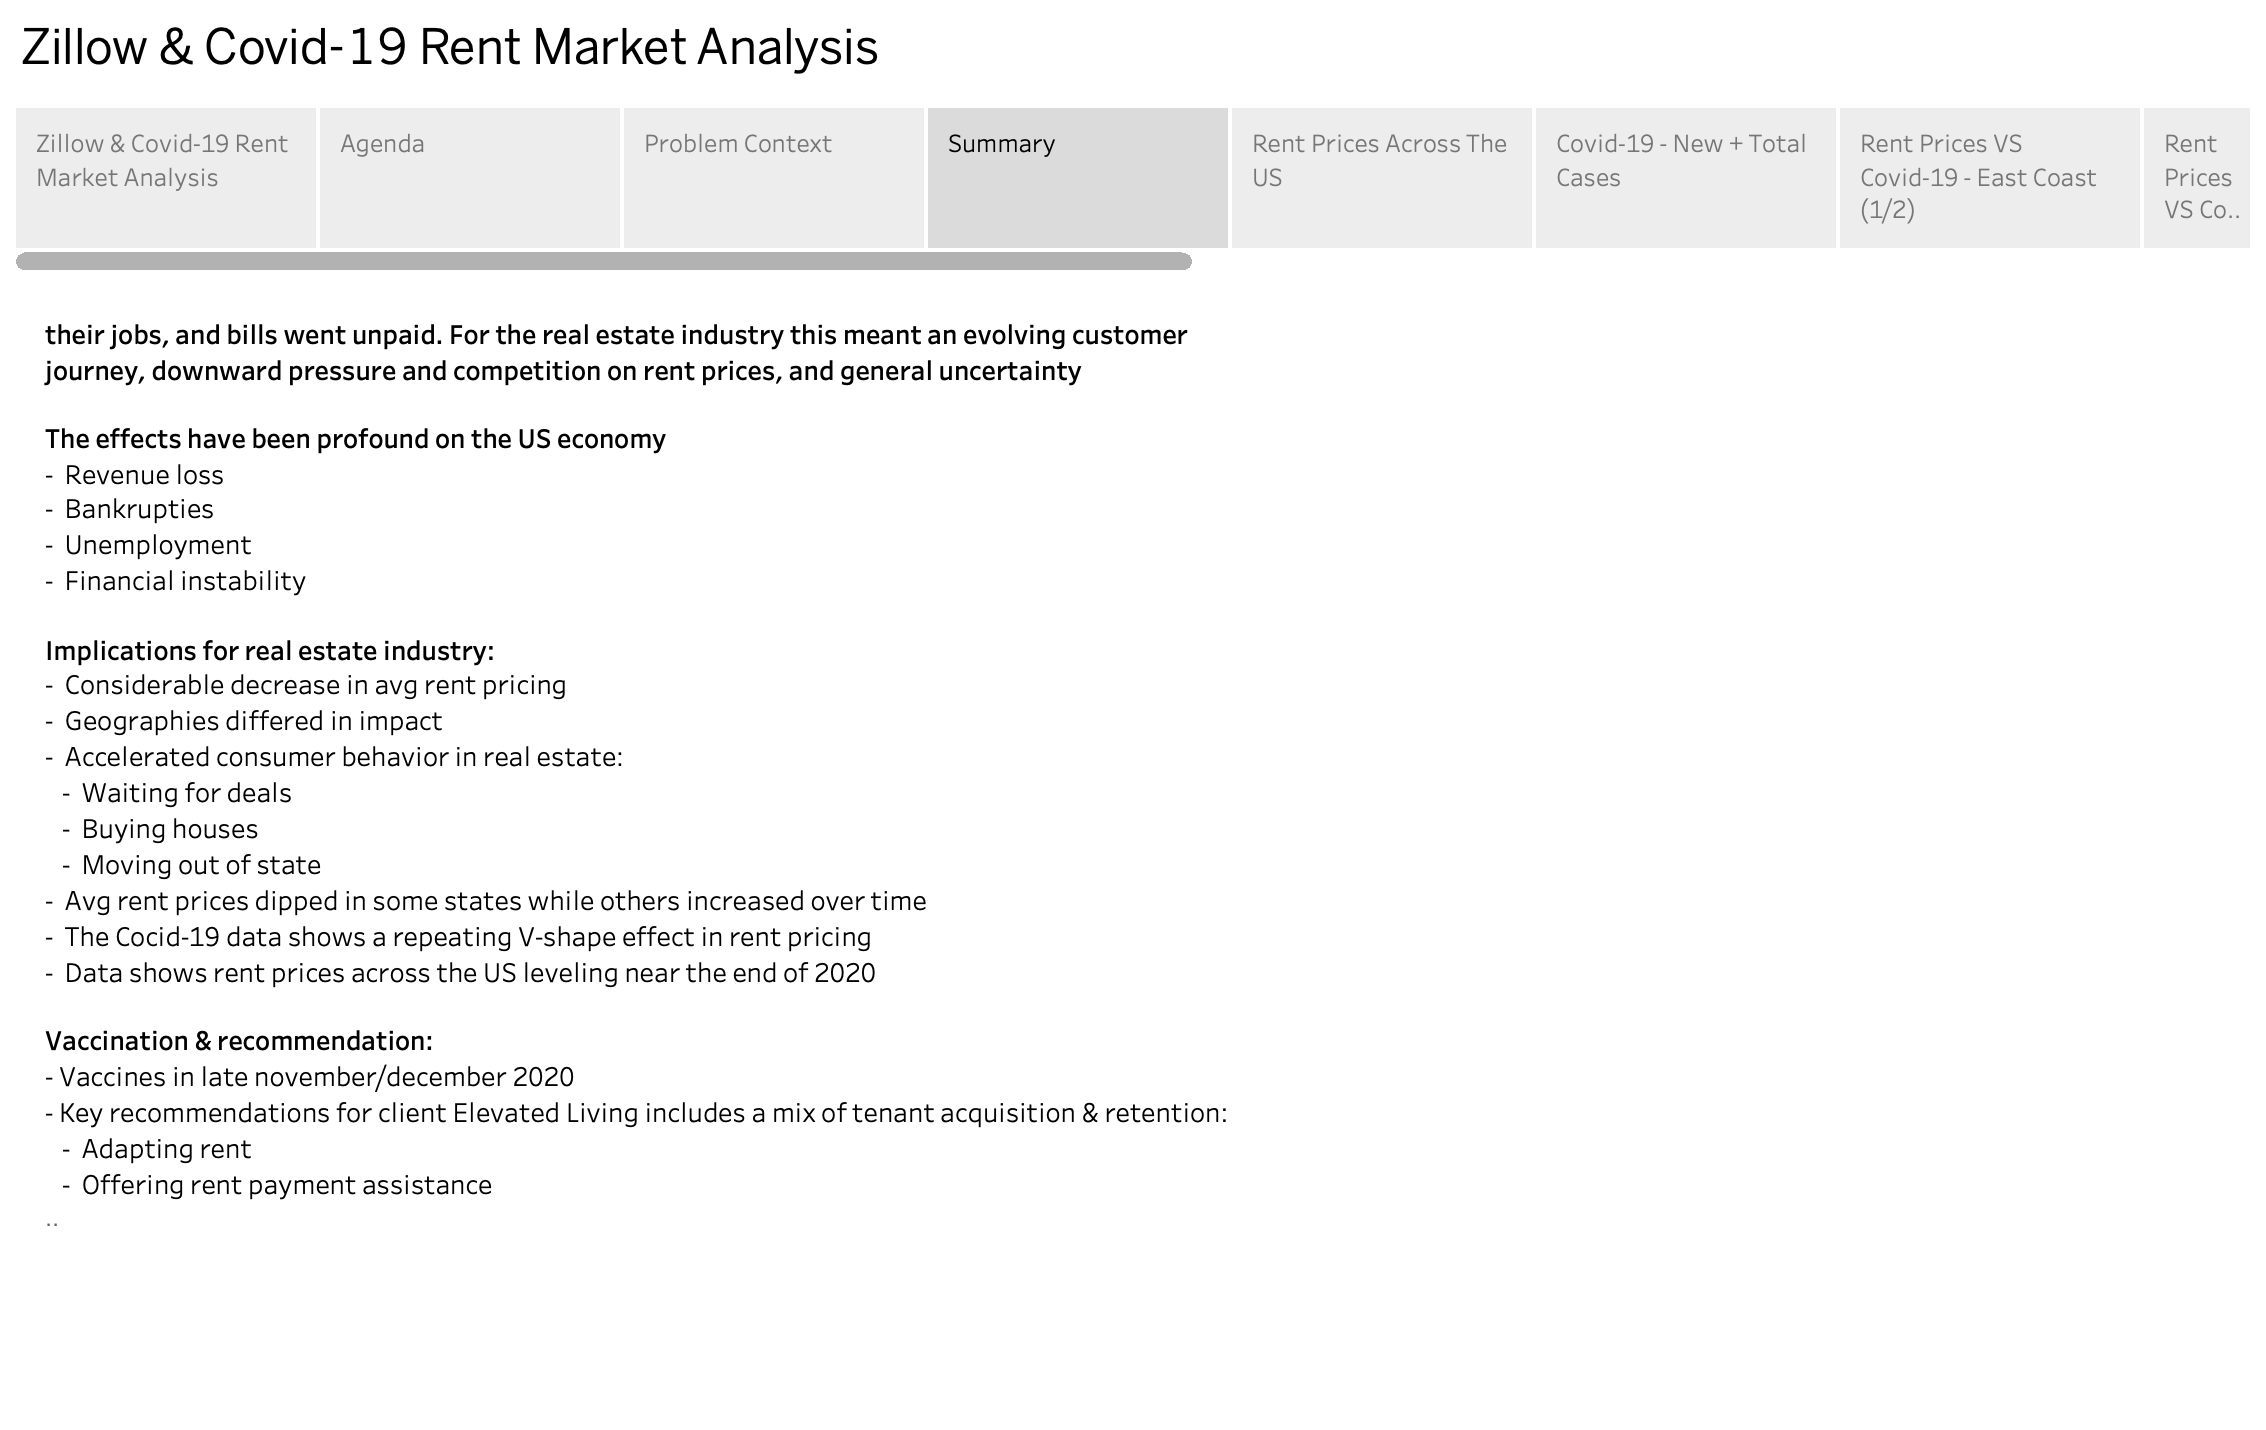 Zillow & Covid-19 Rent Market Analysis
Zillow & Covid-19 Rent
Market Analysis
Agenda
Problem Context
Summary
Rent Prices Across The
US
Covid-19 - New + Total
Cases
Rent Prices VS
Covid-19 - East Coast
(1/2)
Rent
Prices
VS Co..
their jobs, and bills went unpaid. For the real estate industry this meant an evolving customer
journey, downward pressure and competition on rent prices, and general uncertainty
The effects have been profound on the US economy
- Revenue loss
- Bankrupties
- Unemployment
- Financial instability
Implications for real estate industry:
- Considerable decrease in avg rent pricing
- Geographies differed in impact
- Accelerated consumer behavior in real estate:
- Waiting for deals
- Buying houses
- Moving out of state
- Avg rent prices dipped in some states while others increased over time
- The Cocid-19 data shows a repeating V-shape effect in rent pricing
- Data shows rent prices across the US leveling near the end of 2020
Vaccination & recommendation:
- Vaccines in late november/december 2020
- Key recommendations for client Elevated Living includes a mix of tenant acquisition & retention:
- Adapting rent
- Offering rent payment assistance
..